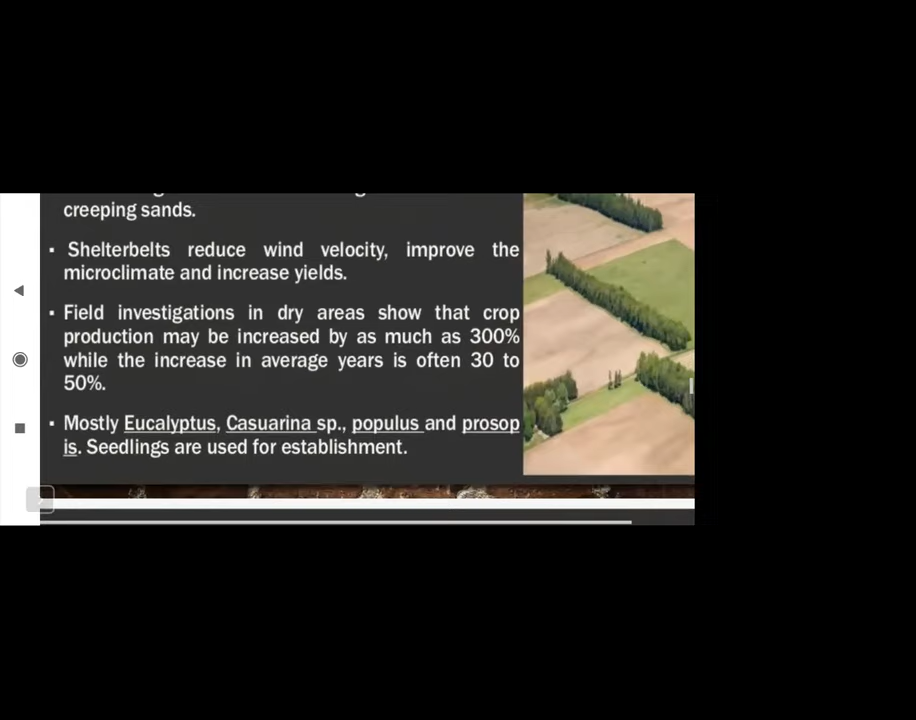 creeping sands.
▪ Shelterbelts reduce wind velocity, improve the
microclimate and increase yields.
▪ Field investigations in dry areas show that crop
production may be increased by as much as 300%
while the increase in average years is often 30 to
50%.
▪ Mostly Eucalyptus, Casuarina sp., populus and prosop
is. Seedlings are used for establishment.